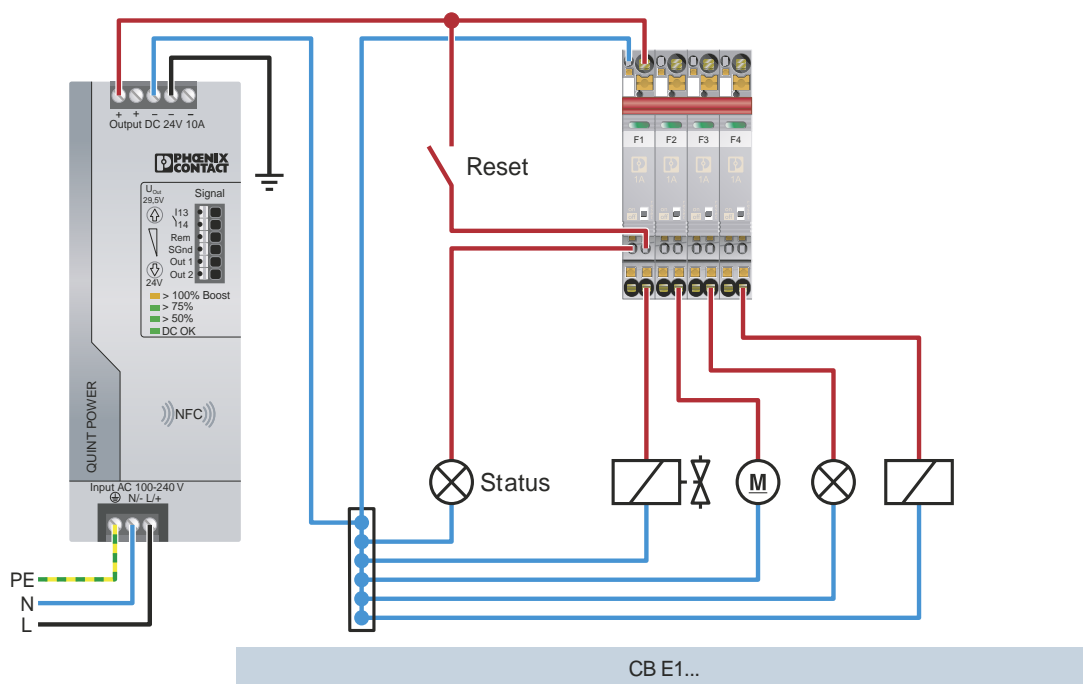 + + − − −
Output DC 24V 10A
PHŒNIX
CONTACT
UOut
29,5V
Signal
13
14
Rem
SGnd
Out 1
Out 2
24V
> 100% Boost
> 75%
> 50%
DC OK
QUINT POWER
NFC
Input AC 100-240 V
N/- L/+
PE
N
L
Reset
Status
F1 F2 F3 F4
1A 1A 1A 1A
M
CB E1...